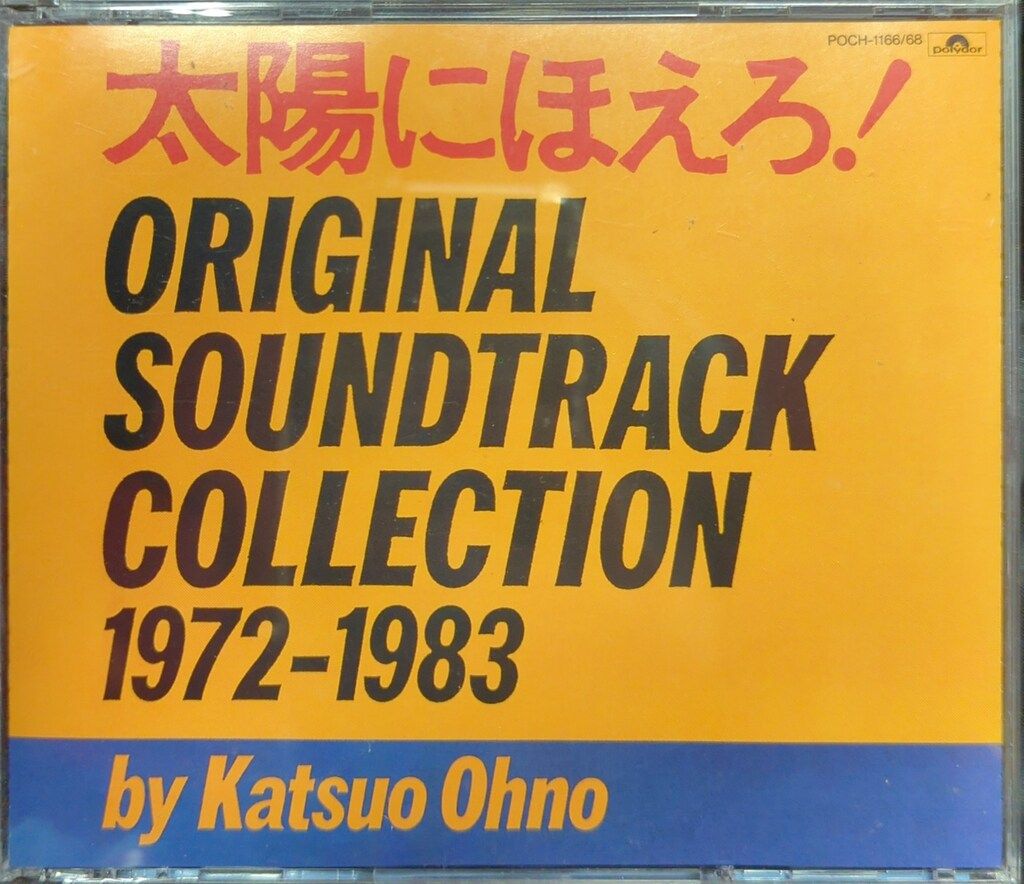 POCH-1166/68 polydor
太陽にほえろ!
ORIGINAL
SOUNDTRACK
COLLECTION
1972-1983
by Katsuo Ohno